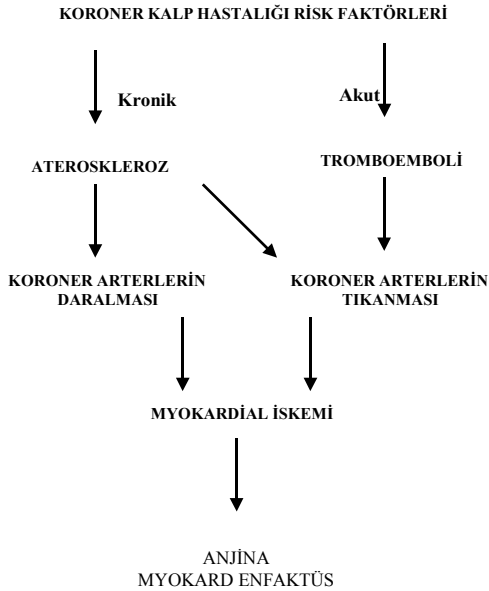 KORONER KALP HASTALIĞI RİSK FAKTÖRLERİ
Kronik
Akut
ATEROSKLEROZ
TROMBOEMBOLİ
KORONER ARTERLERİN
DARALMASI
KORONER ARTERLERİN
TIKANMASI
MYOKARDİAL İSKEMİ
ANJİNA
MYOKARD ENFAKTÜS